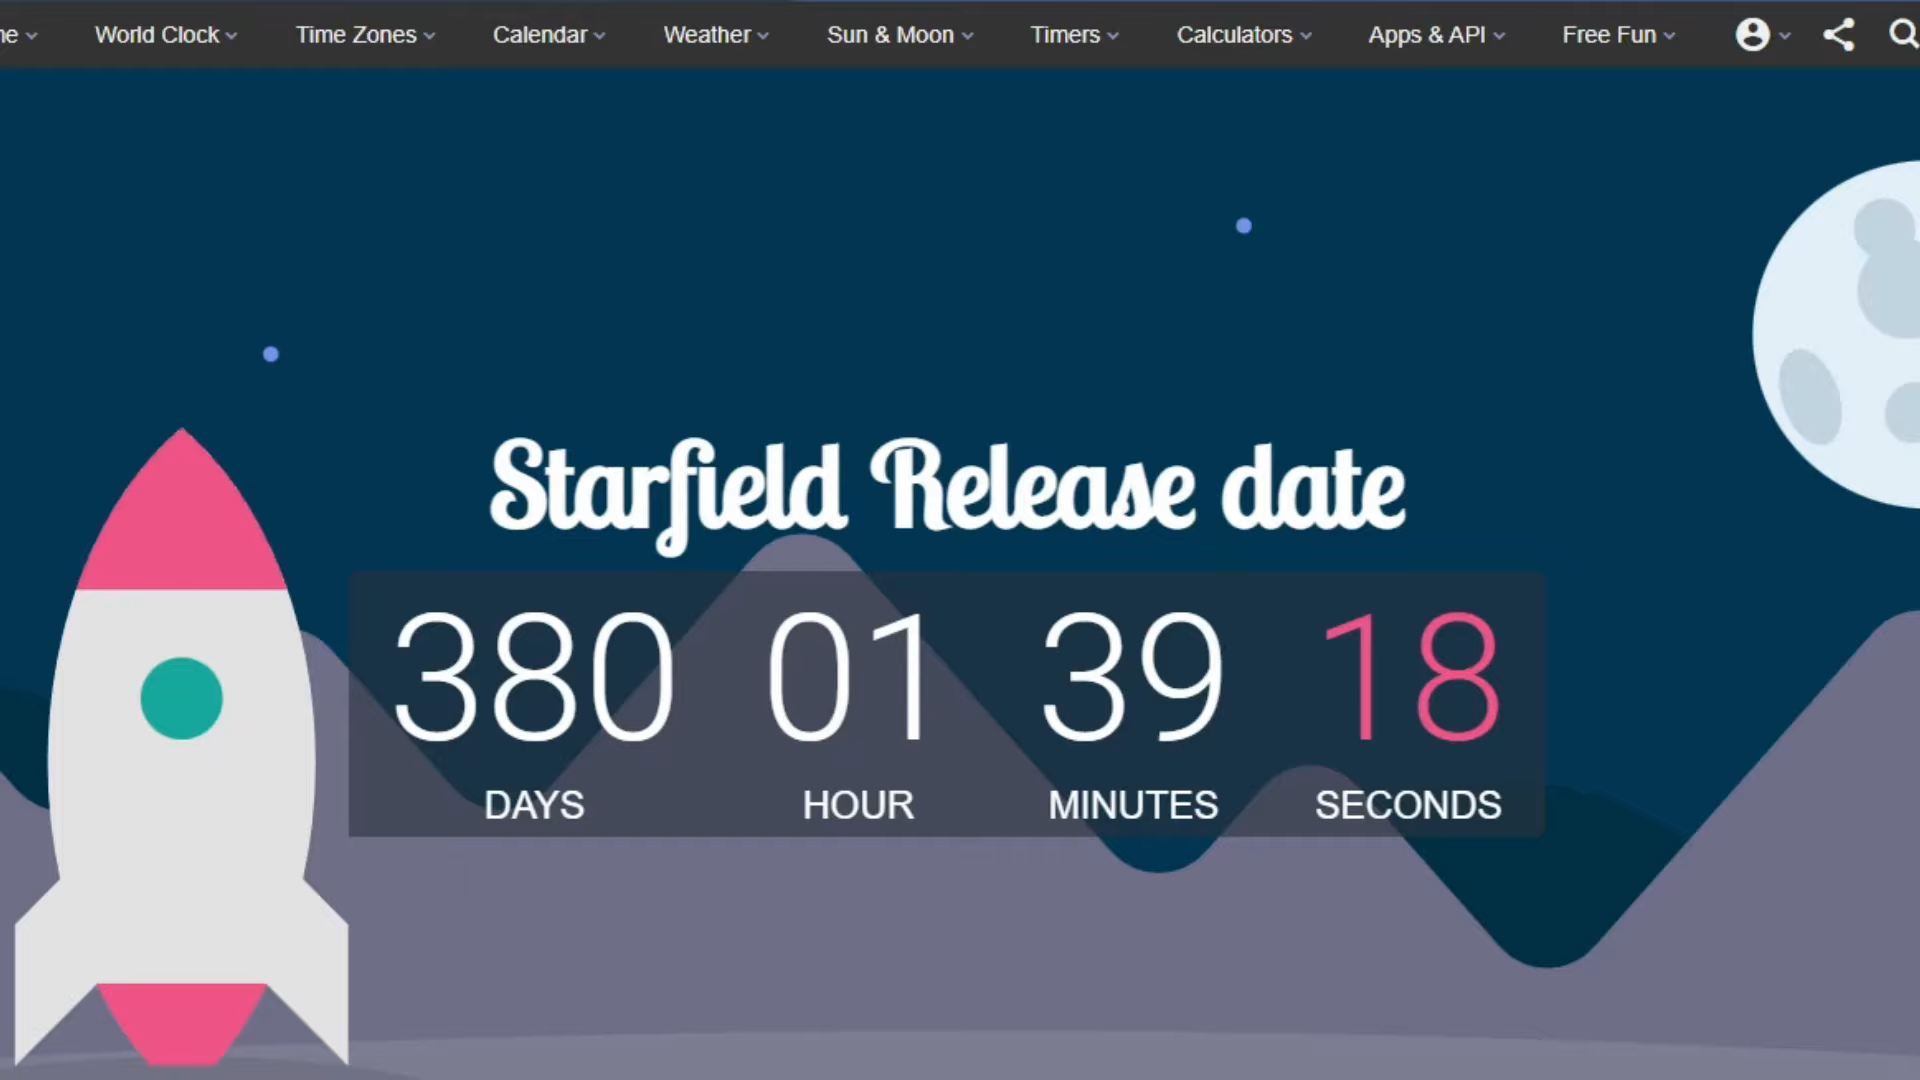 me World Clock Time Zones Calendar Weather Sun & Moon Timers Calculators Apps & API Free Fun
Starfield Release date
380 01 39 18
DAYS HOUR MINUTES SECONDS